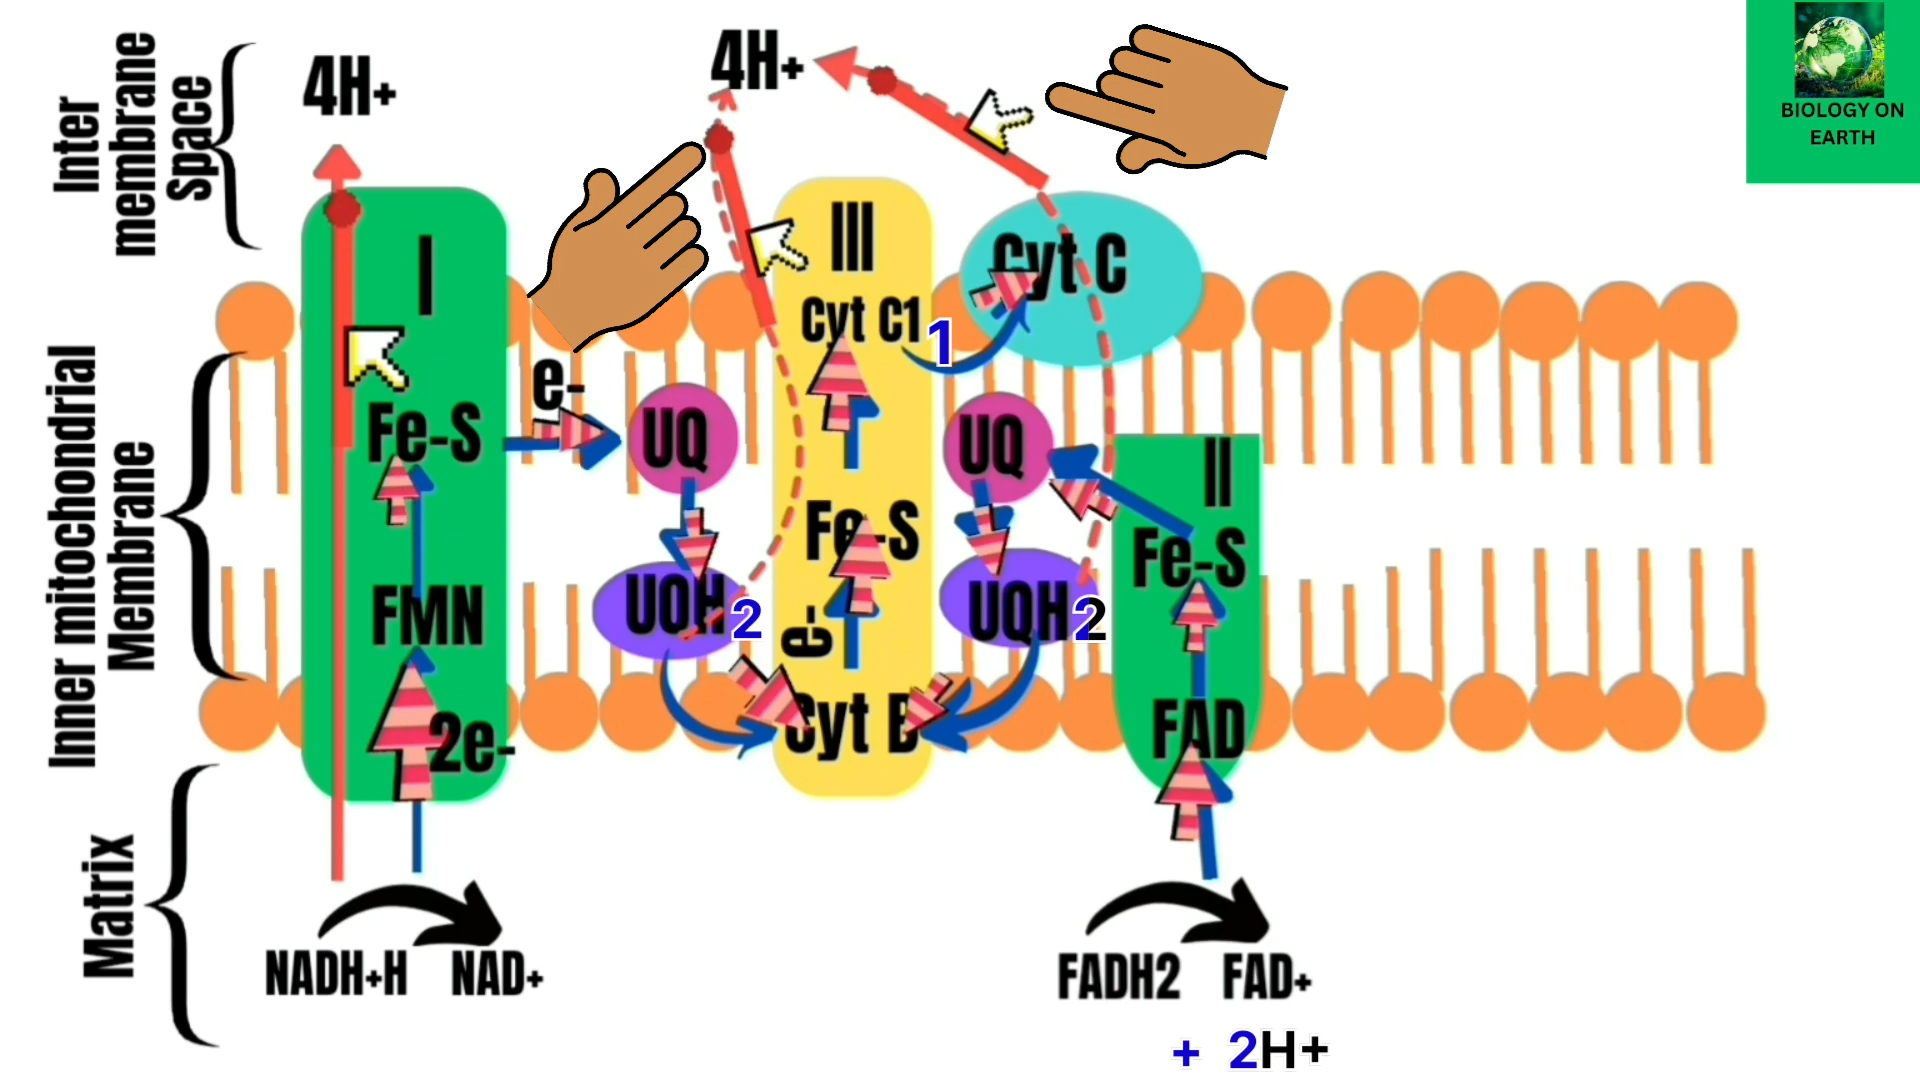 Inter
membrane
Space
4H+
4H+
BIOLOGY ON
EARTH
I
III
Cyt C
Cyt C1
1
Inner mitochondrial
Membrane
e-
Fe-S
UQ
UQ
II
Fe-S
Fe-S
FMN
UQH2
e-
UQH2
2e-
Cyt B
FAD
Matrix
NADH+H NAD+
FADH2 FAD+
+ 2H+